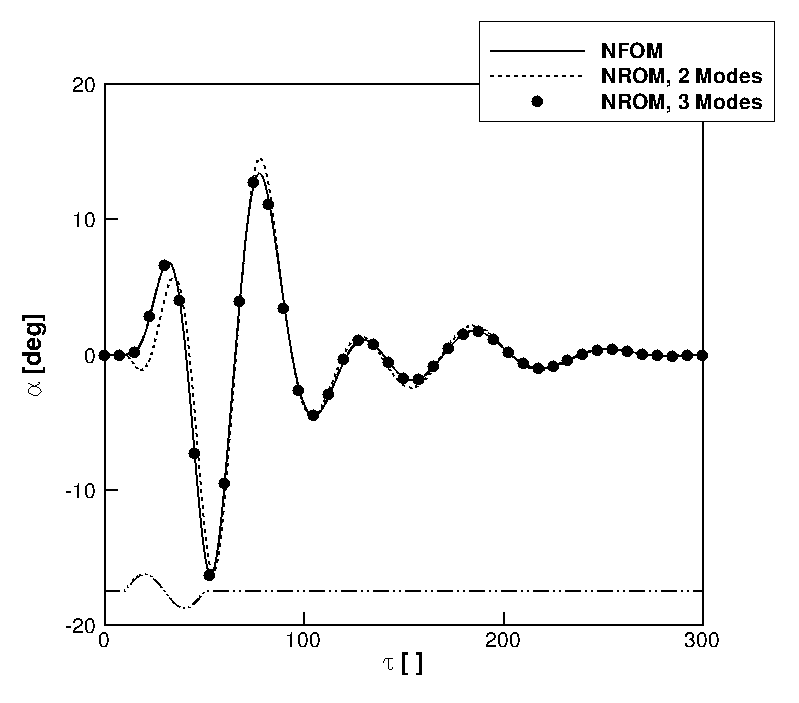 NFOM
NROM, 2 Modes
NROM, 3 Modes
20
10
0
-10
-20
α [deg]
0
100
200
300
τ [ ]